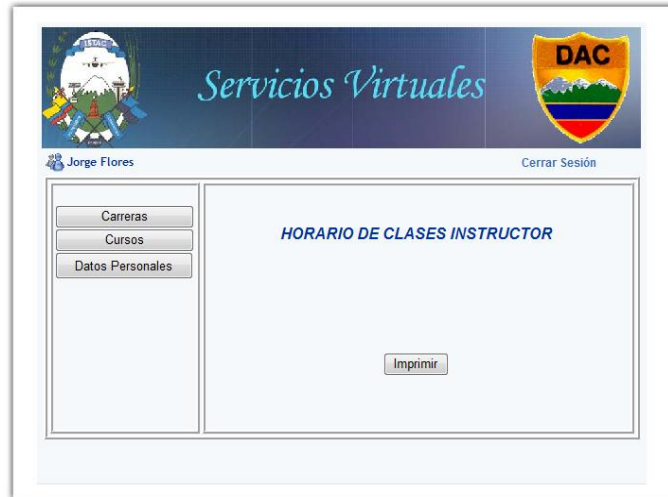 ISTAC
Servicios Virtuales
DAC
Jorge Flores
Cerrar Sesión
Carreras
Cursos
Datos Personales
HORARIO DE CLASES INSTRUCTOR
Imprimir